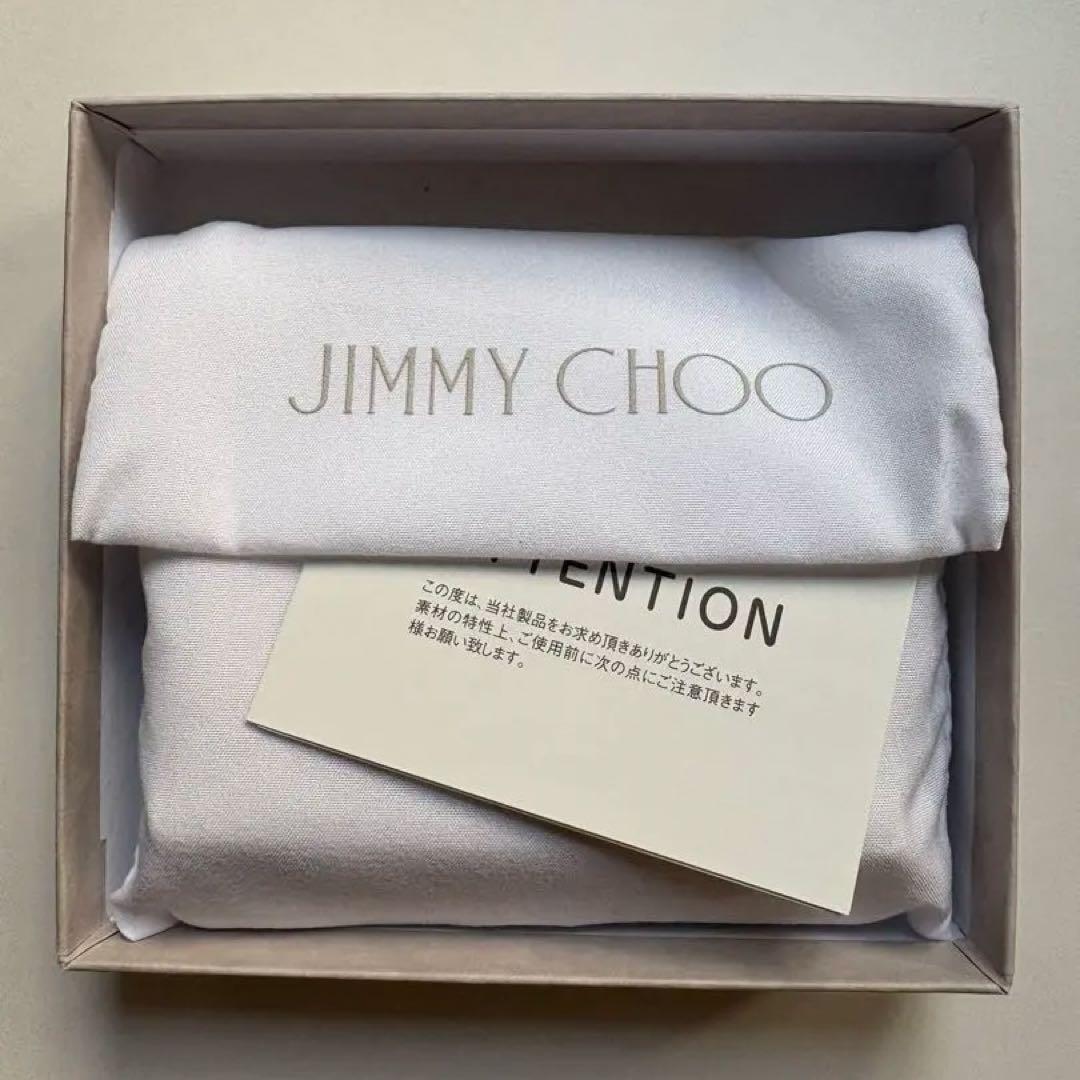 JIMMY CHOO
ATTENTION
この度は、当社製品をお求め頂きありがとうございます。
素材の特性上、ご使用前に次の点にご注意頂きます
様お願い致します。